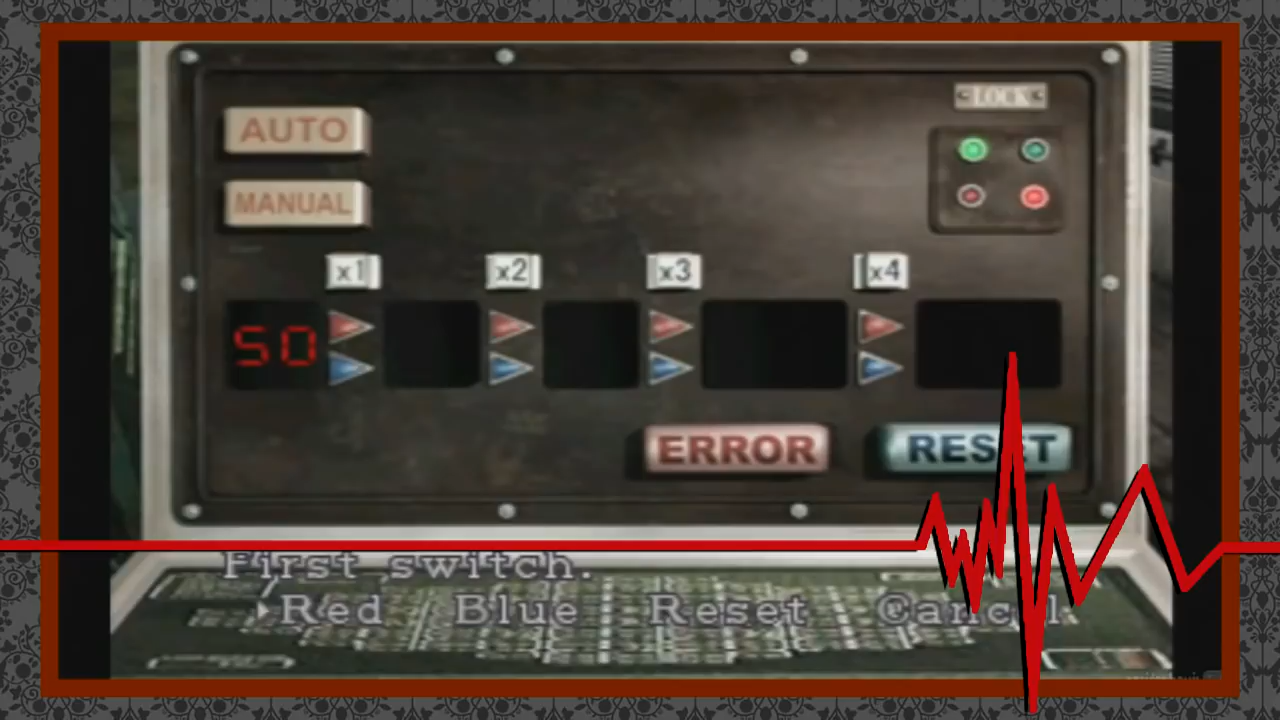 LOCK
AUTO
MANUAL
x1 x2 x3 x4
50
ERROR RESET
First switch.
Red Blue Reset Cancel